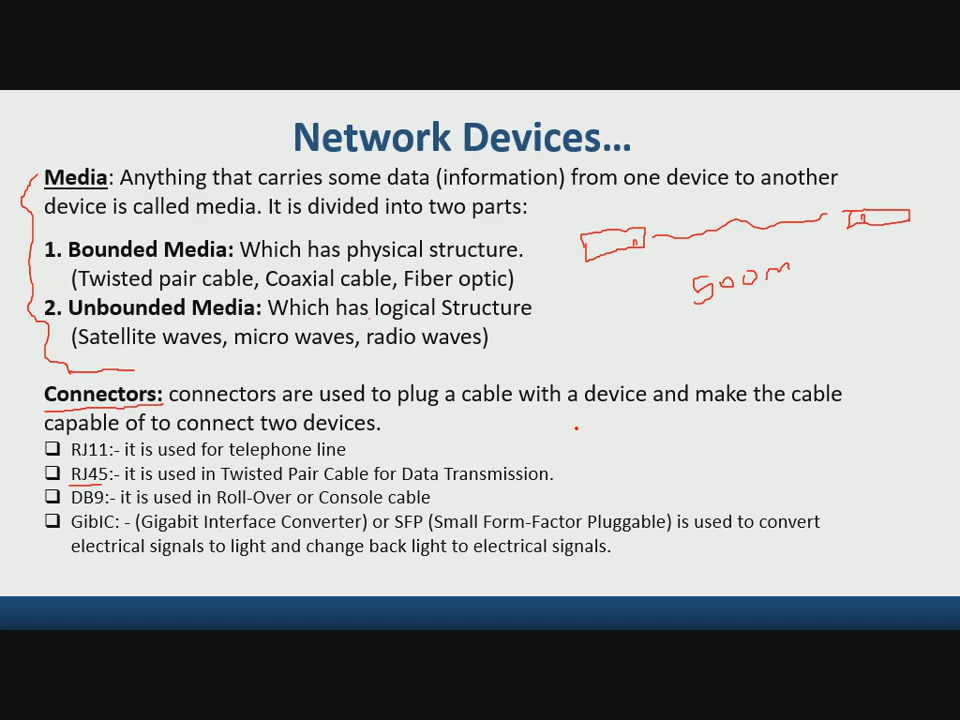 Network Devices...
Media: Anything that carries some data (information) from one device to another
device is called media. It is divided into two parts:
1. Bounded Media: Which has physical structure.
(Twisted pair cable, Coaxial cable, Fiber optic)
500m
2. Unbounded Media: Which has logical Structure
(Satellite waves, micro waves, radio waves)
Connectors: connectors are used to plug a cable with a device and make the cable
capable of to connect two devices.
❑ RJ11:- it is used for telephone line
❑ RJ45:- it is used in Twisted Pair Cable for Data Transmission.
❑ DB9:- it is used in Roll-Over or Console cable
❑ GibIC: - (Gigabit Interface Converter) or SFP (Small Form-Factor Pluggable) is used to convert
electrical signals to light and change back light to electrical signals.